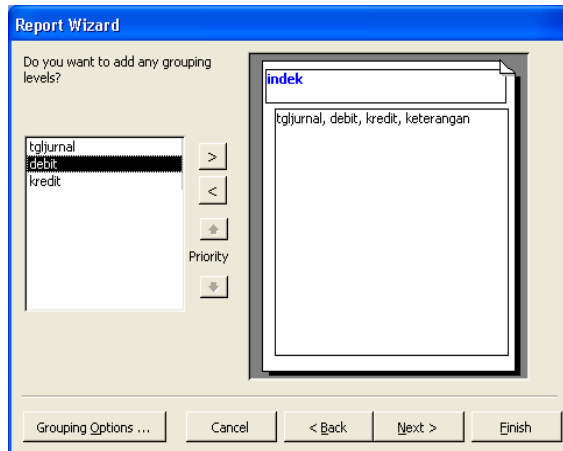 Report Wizard
Do you want to add any grouping
levels?
tgljurnal
debit
kredit
>
<
Priority
indek
tgljurnal, debit, kredit, keterangan
Grouping Options ...
Cancel
< Back
Next >
Finish